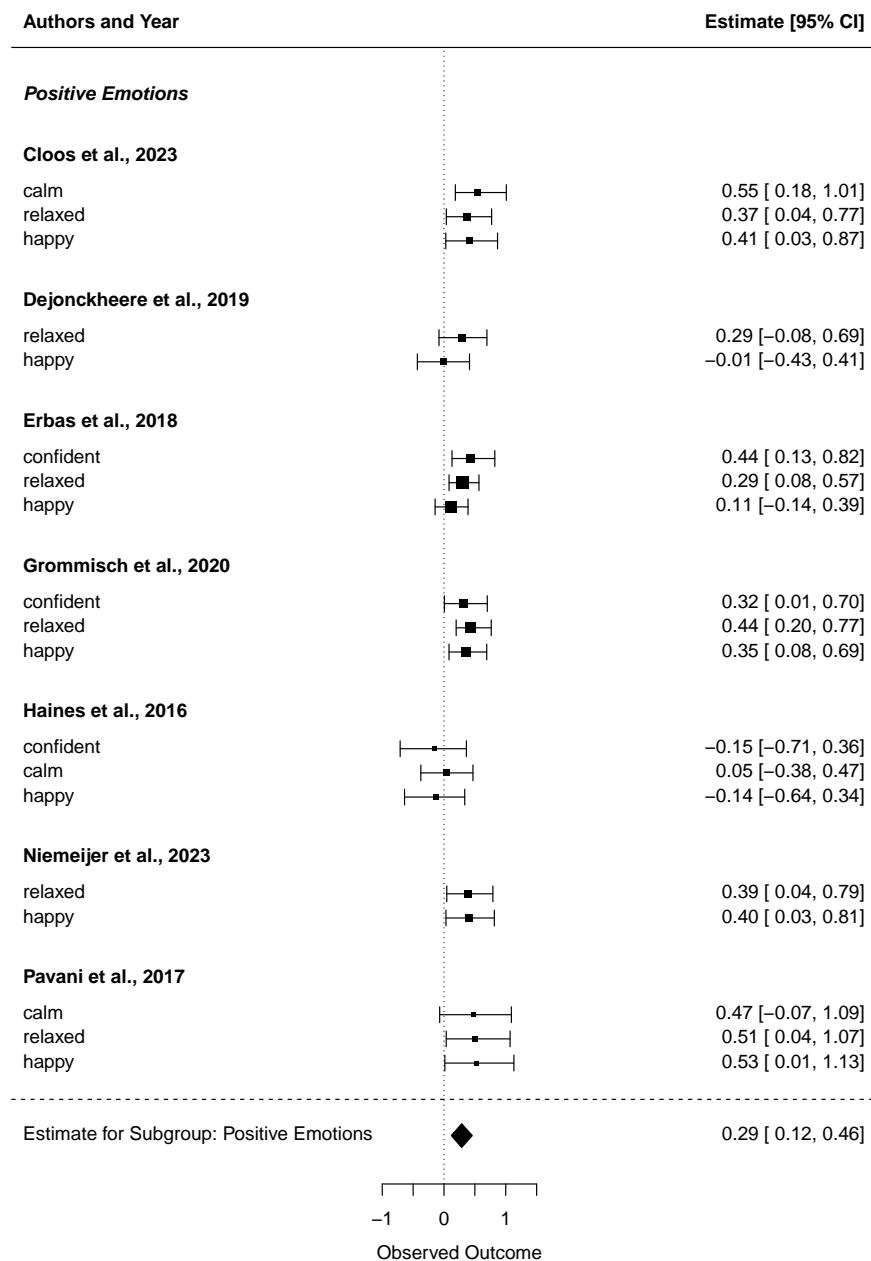 Authors and Year Estimate [95% CI]
Positive Emotions
Cloos et al., 2023
calm 0.55 [ 0.18, 1.01]
relaxed 0.37 [ 0.04, 0.77]
happy 0.41 [ 0.03, 0.87]
Dejonckheere et al., 2019
relaxed 0.29 [−0.08, 0.69]
happy −0.01 [−0.43, 0.41]
Erbas et al., 2018
confident 0.44 [ 0.13, 0.82]
relaxed 0.29 [ 0.08, 0.57]
happy 0.11 [−0.14, 0.39]
Grommisch et al., 2020
confident 0.32 [ 0.01, 0.70]
relaxed 0.44 [ 0.20, 0.77]
happy 0.35 [ 0.08, 0.69]
Haines et al., 2016
confident −0.15 [−0.71, 0.36]
calm 0.05 [−0.38, 0.47]
happy −0.14 [−0.64, 0.34]
Niemeijer et al., 2023
relaxed 0.39 [ 0.04, 0.79]
happy 0.40 [ 0.03, 0.81]
Pavani et al., 2017
calm 0.47 [−0.07, 1.09]
relaxed 0.51 [ 0.04, 1.07]
happy 0.53 [ 0.01, 1.13]
Estimate for Subgroup: Positive Emotions 0.29 [ 0.12, 0.46]
−1 0 1
Observed Outcome